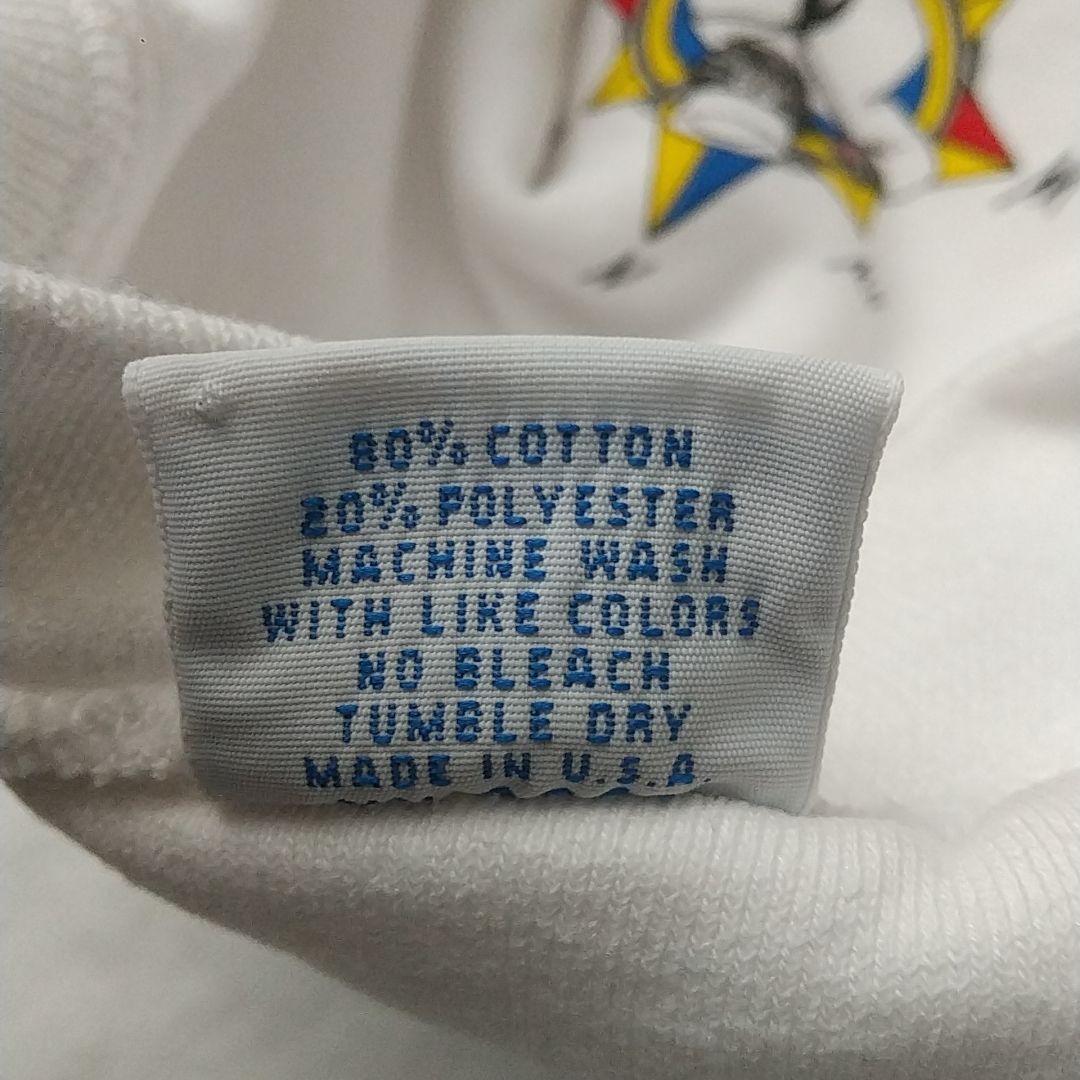 80% COTTON
20% POLYESTER
MACHINE WASH
WITH LIKE COLORS
NO BLEACH
TUMBLE DRY
MADE IN U.S.A.